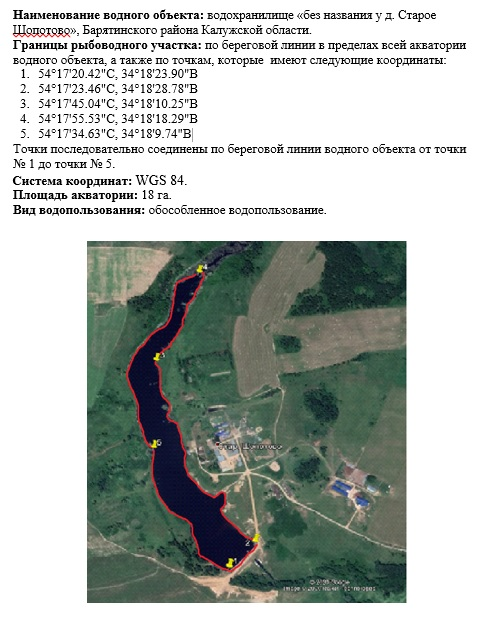 Наименование водного объекта: водохранилище «без названия у д. Старое
Шопотово», Барятинского района Калужской области.
Границы рыбоводного участка: по береговой линии в пределах всей акватории
водного объекта, а также по точкам, которые имеют следующие координаты:
1. 54°17'20.42"С, 34°18'23.90"В
2. 54°17'23.46"С, 34°18'28.78"В
3. 54°17'45.04"С, 34°18'10.25"В
4. 54°17'55.53"С, 34°18'18.29"В
5. 54°17'34.63"С, 34°18'9.74"В
Точки последовательно соединены по береговой линии водного объекта от точки
№ 1 до точки № 5.
Система координат: WGS 84.
Площадь акватории: 18 га.
Вид водопользования: обособленное водопользование.
4
3
5
2
1